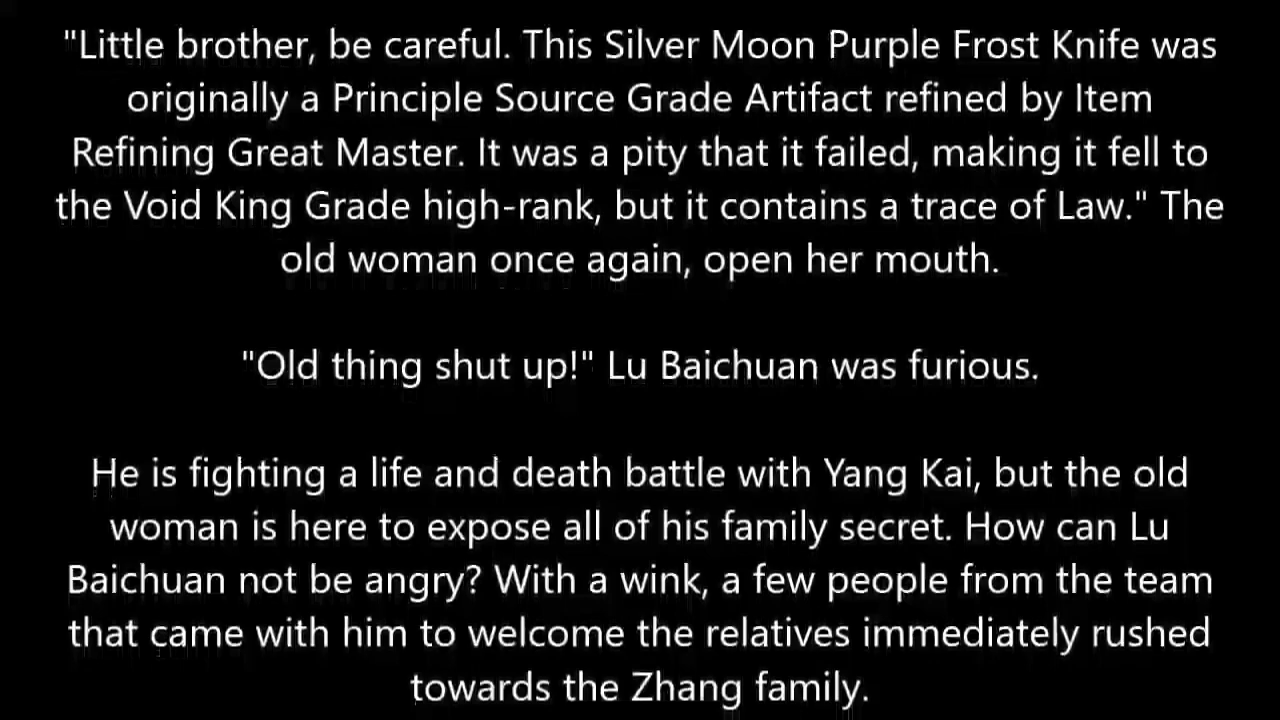 "Little brother, be careful. This Silver Moon Purple Frost Knife was
originally a Principle Source Grade Artifact refined by Item
Refining Great Master. It was a pity that it failed, making it fell to
the Void King Grade high-rank, but it contains a trace of Law." The
old woman once again, open her mouth.
"Old thing shut up!" Lu Baichuan was furious.
He is fighting a life and death battle with Yang Kai, but the old
woman is here to expose all of his family secret. How can Lu
Baichuan not be angry? With a wink, a few people from the team
that came with him to welcome the relatives immediately rushed
towards the Zhang family.